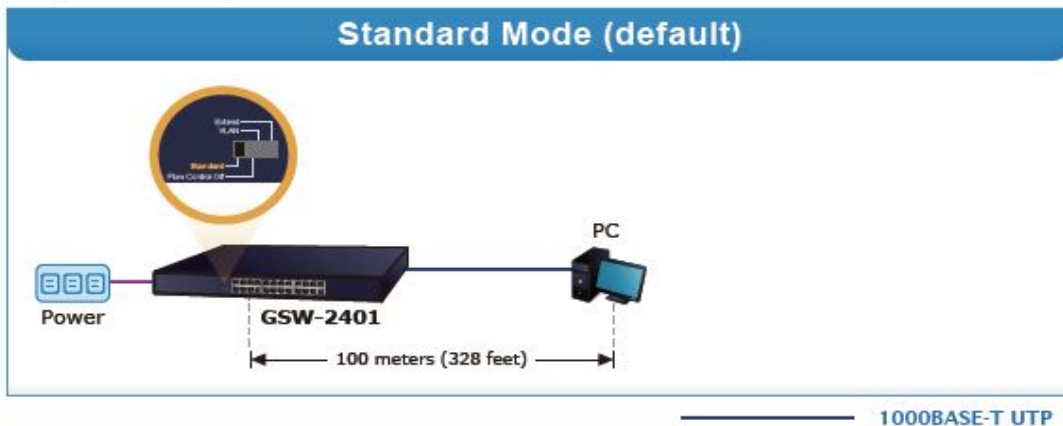 Standard Mode (default)
Extend
VLAN
Standard
Flow Control Off
PC
Power
GSW-2401
100 meters (328 feet)
1000BASE-T UTP